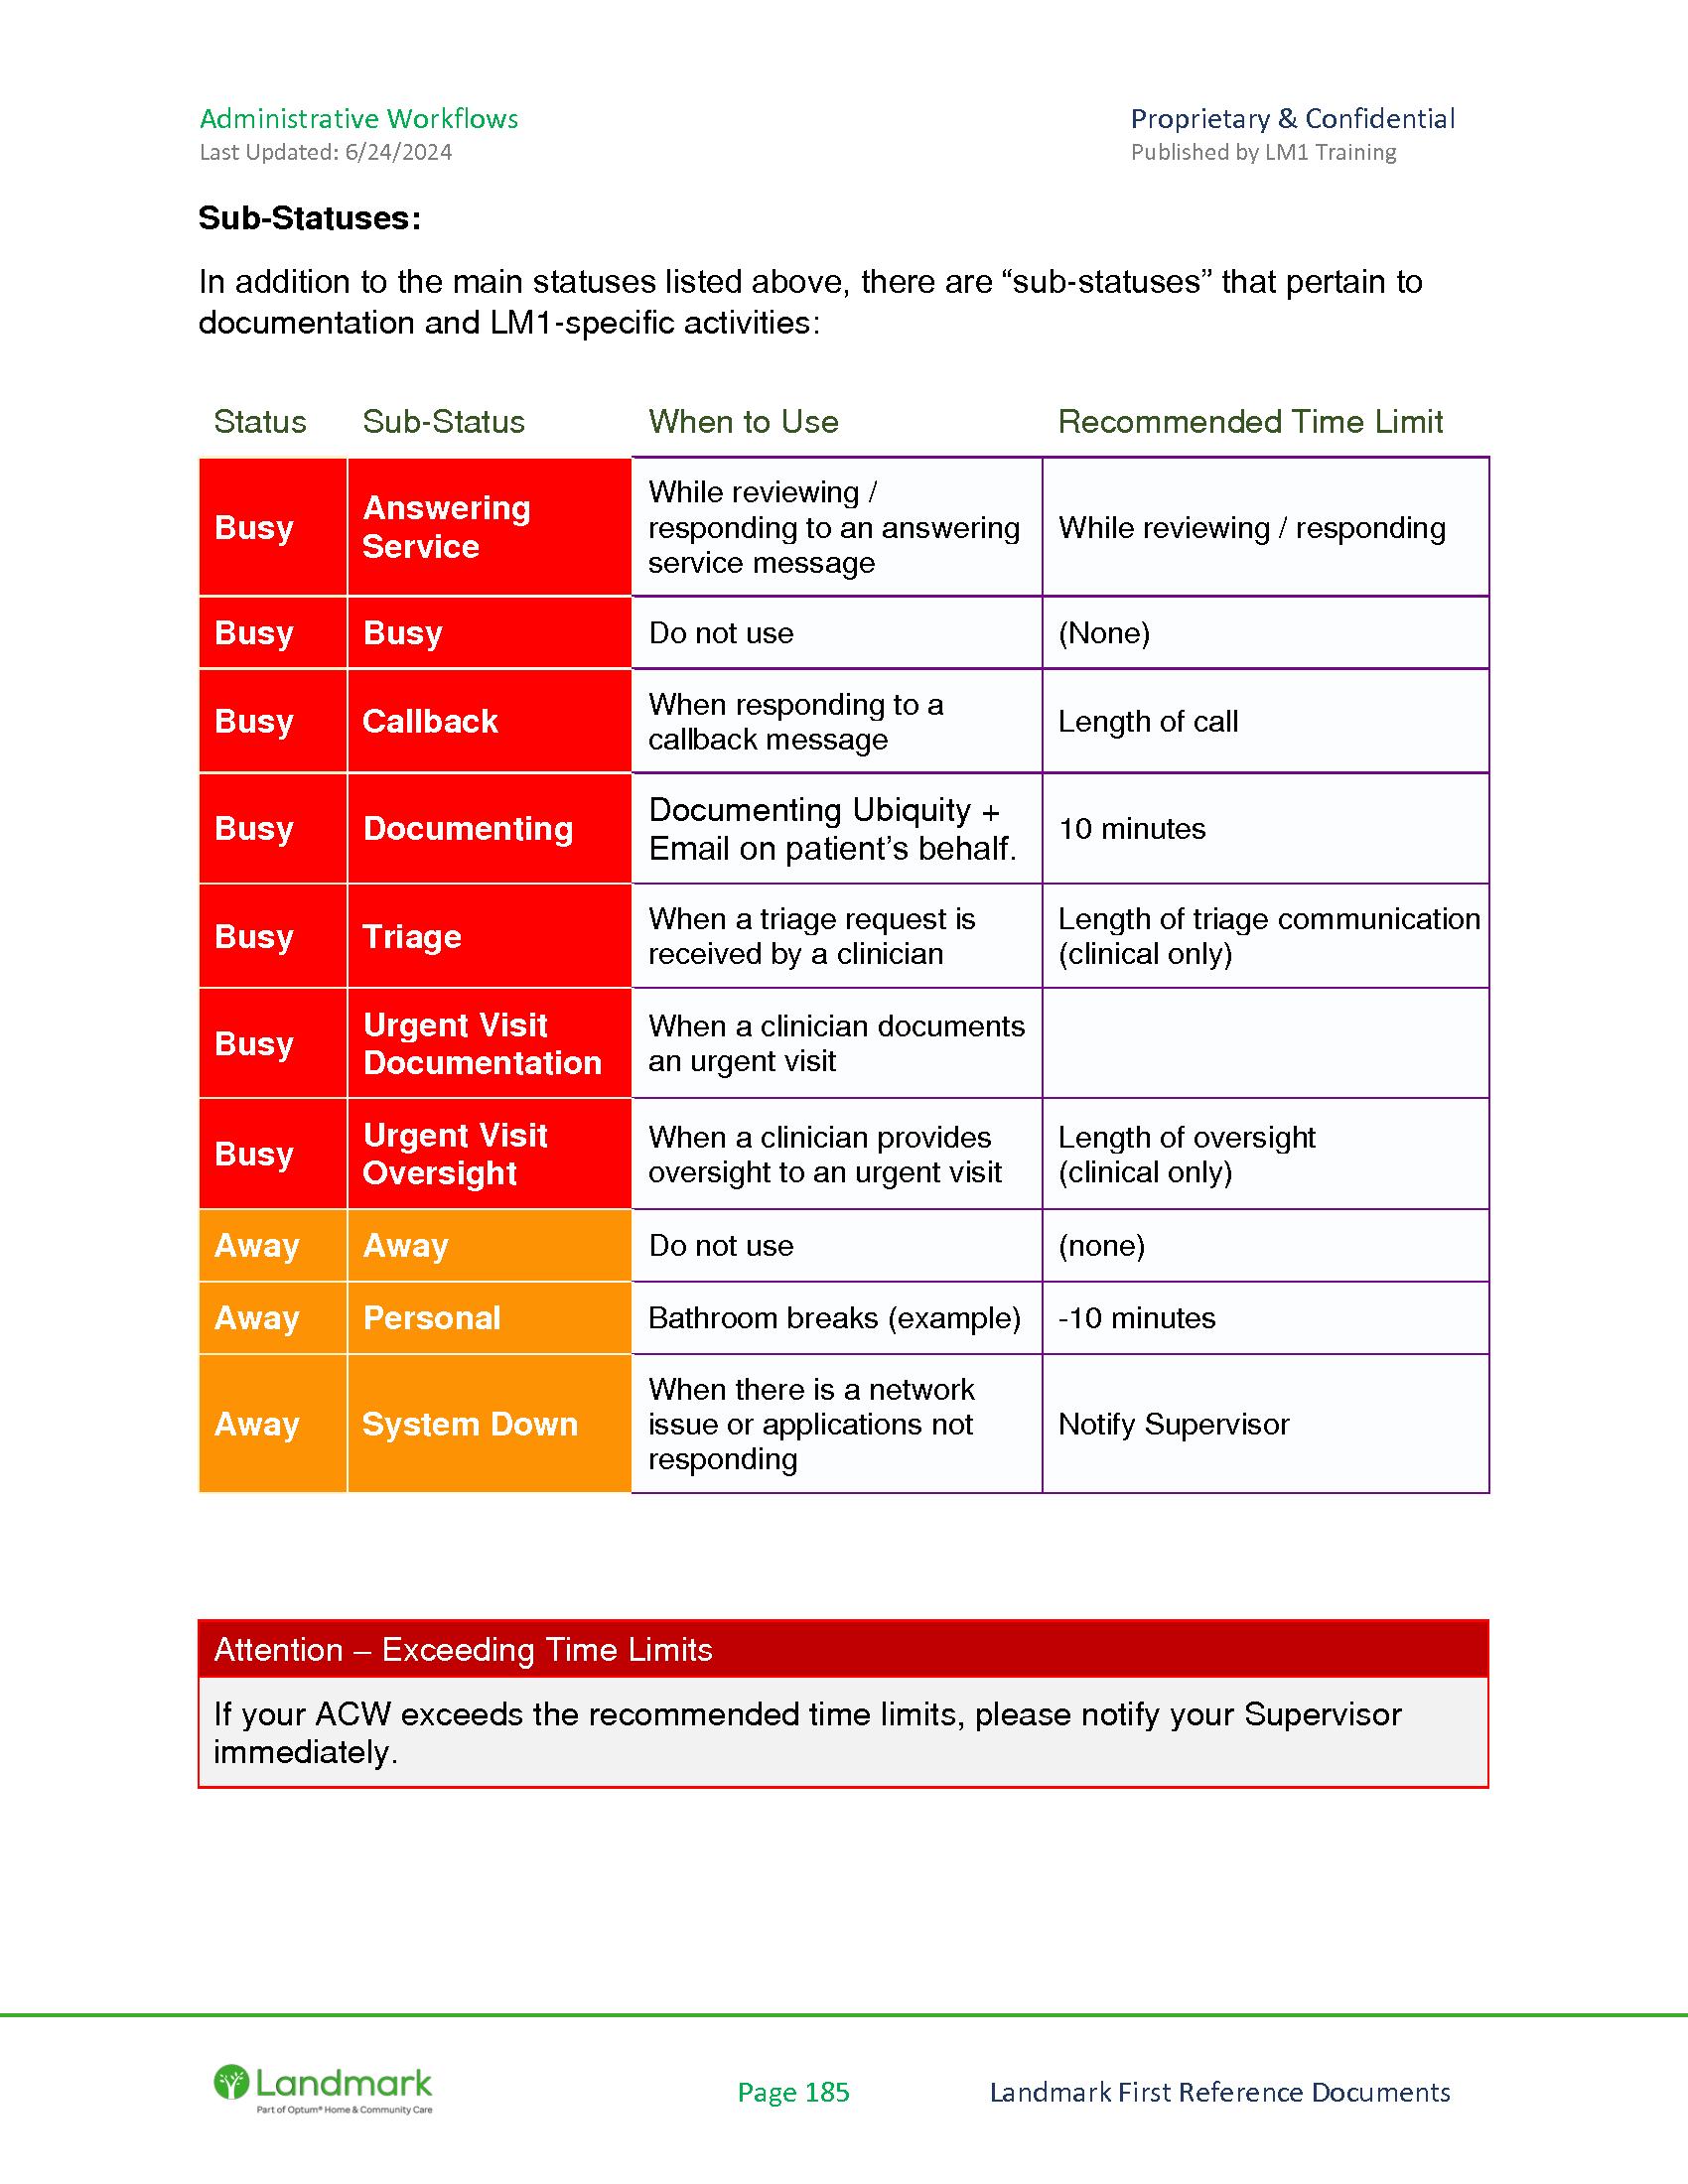 Administrative Workflows
Proprietary & Confidential
Last Updated: 6/24/2024
Published by LM1 Training
Sub-Statuses:
In addition to the main statuses listed above, there are “sub-statuses” that pertain to
documentation and LM1-specific activities:
Status
Sub-Status
When to Use
Recommended Time Limit
Busy
Answering
Service
While reviewing /
responding to an answering
service message
While reviewing / responding
Busy
Busy
Do not use
(None)
Busy
Callback
When responding to a
callback message
Length of call
Busy
Documenting
Documenting Ubiquity +
Email on patient’s behalf.
10 minutes
Busy
Triage
When a triage request is
received by a clinician
Length of triage communication
(clinical only)
Busy
Urgent Visit
Documentation
When a clinician documents
an urgent visit
Busy
Urgent Visit
Oversight
When a clinician provides
oversight to an urgent visit
Length of oversight
(clinical only)
Away
Away
Do not use
(none)
Away
Personal
Bathroom breaks (example)
-10 minutes
Away
System Down
When there is a network
issue or applications not
responding
Notify Supervisor
Attention – Exceeding Time Limits
If your ACW exceeds the recommended time limits, please notify your Supervisor
immediately.
Landmark
Part of Optum® Home & Community Care
Page 185
Landmark First Reference Documents